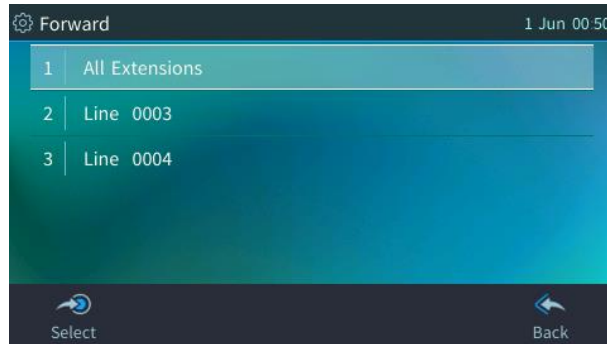 Forward 1 Jun 00:50
1 All Extensions
2 Line 0003
3 Line 0004
Select Back